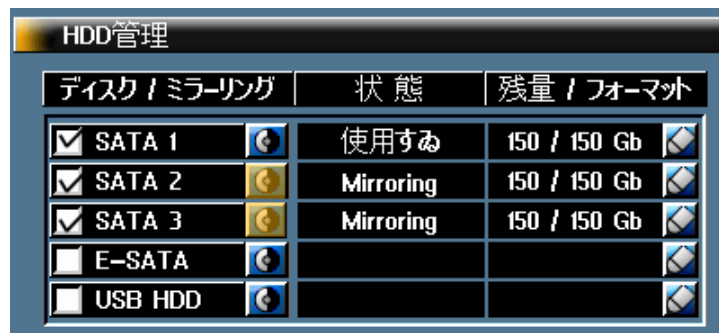 HDD管理
ディスク / ミラーリング 状 態 残量 / フォーマット
SATA 1 使用すゐ 150 / 150 Gb
SATA 2 Mirroring 150 / 150 Gb
SATA 3 Mirroring 150 / 150 Gb
E-SATA
USB HDD